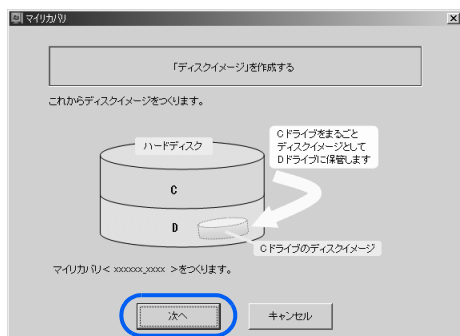 マイリカバリ
「ディスクイメージ」を作成する
これからディスクイメージをつくります。
ハードディスク
Cドライブをまるごと
ディスクイメージとして
Dドライブに保管します
C
D
Cドライブのディスクイメージ
マイリカバリ< xxxxxx_xxxx >をつくります。
次へ
キャンセル